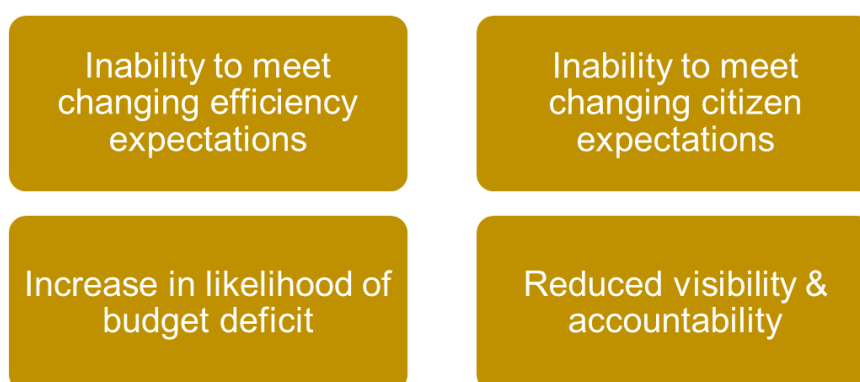 Inability to meet
changing efficiency
expectations
Inability to meet
changing citizen
expectations
Increase in likelihood of
budget deficit
Reduced visibility &
accountability